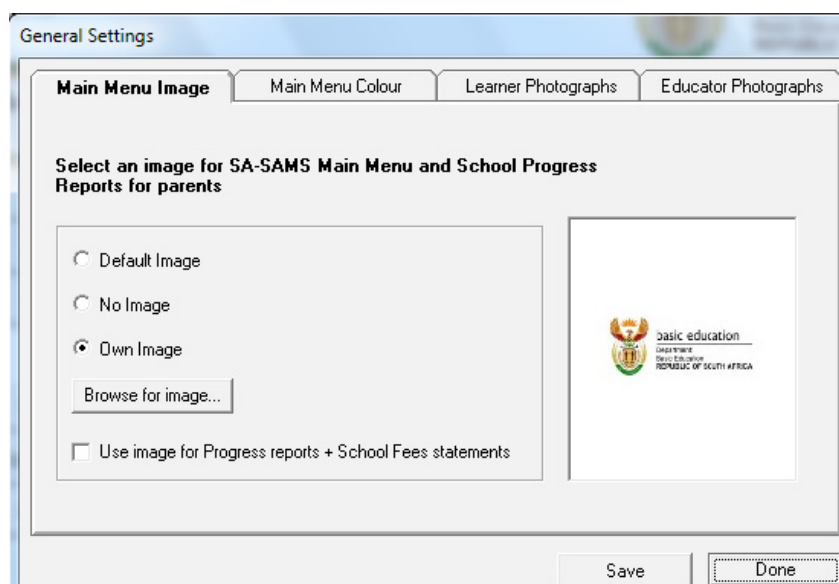 General Settings
Main Menu Image
Main Menu Colour
Learner Photographs
Educator Photographs
Select an image for SA-SAMS Main Menu and School Progress
Reports for parents
Default Image
No Image
Own Image
Browse for image...
Use image for Progress reports + School Fees statements
basic education
Department
Basic Education
REPUBLIC OF SOUTH AFRICA
Save
Done